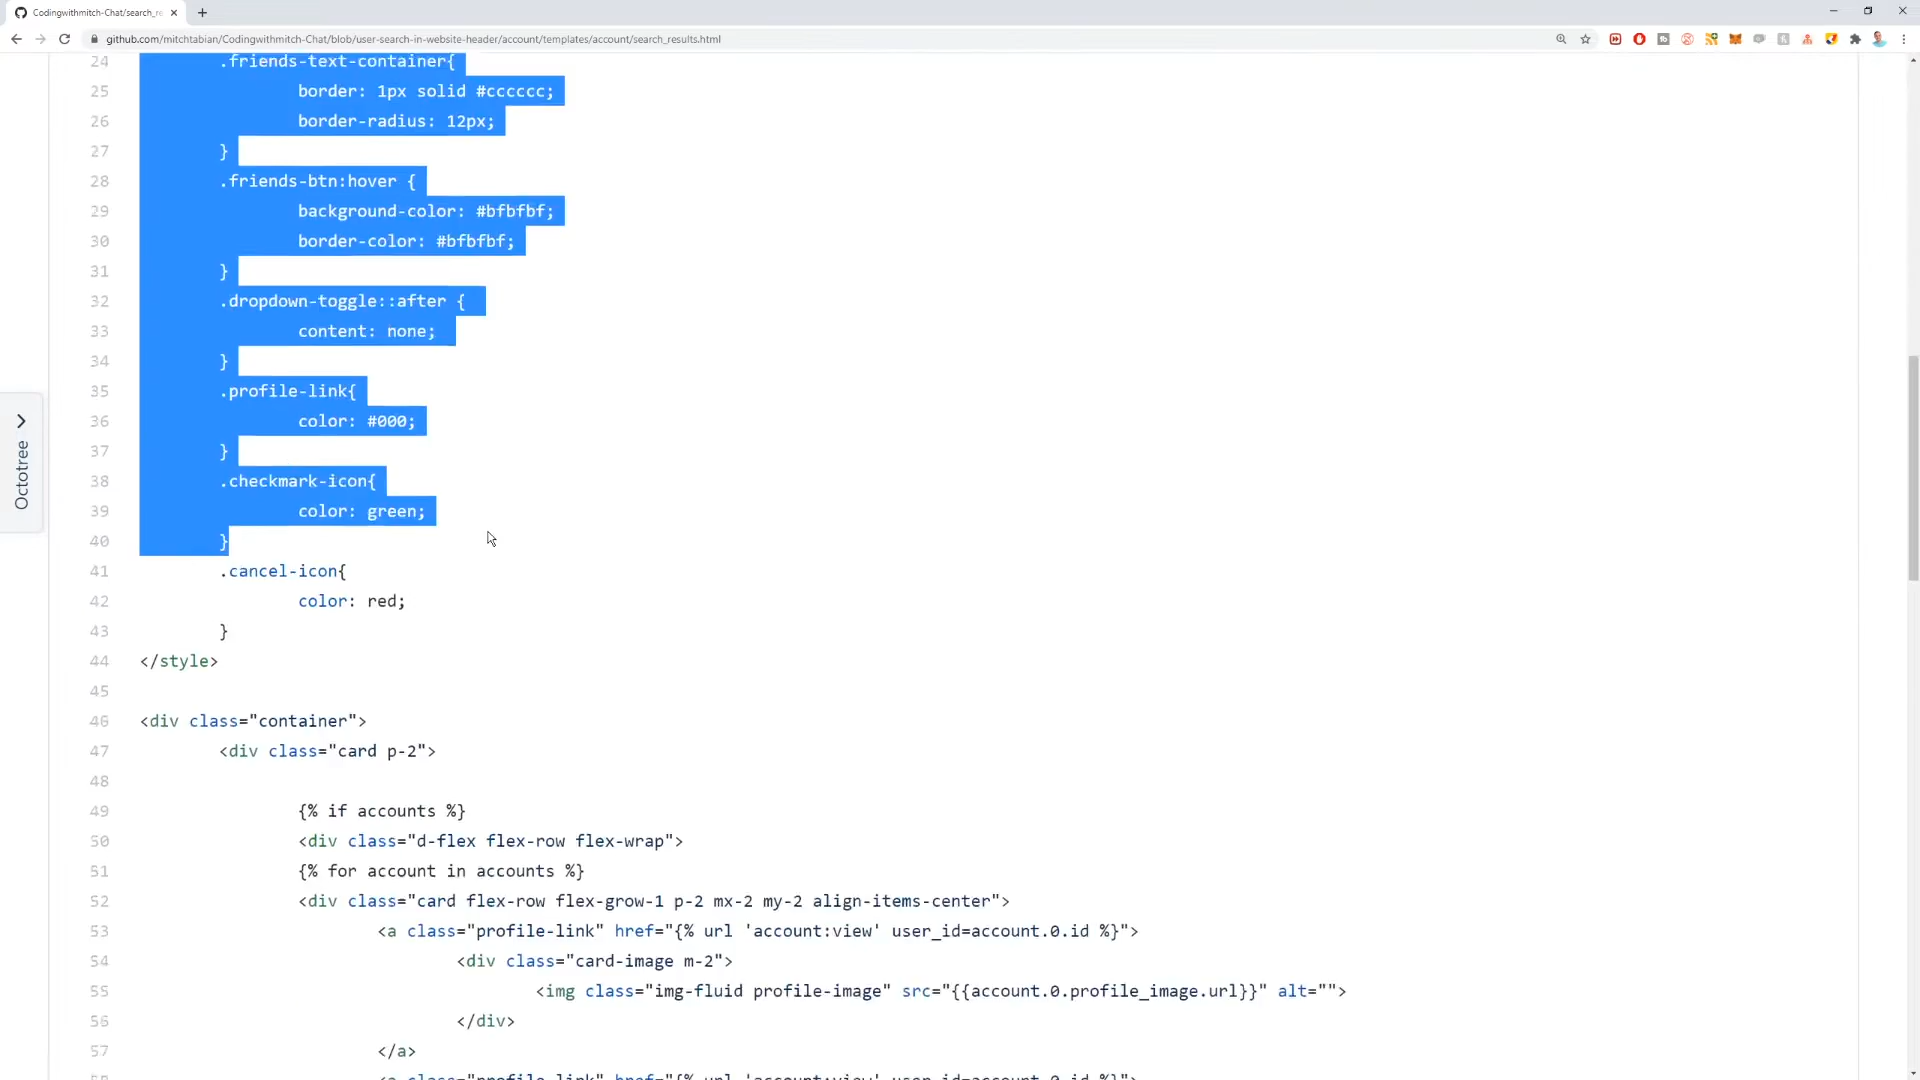 Codingwithmitch-Chat/search_re
github.com/mitchtabian/Codingwithmitch-Chat/blob/user-search-in-website-header/account/templates/account/search_results.html
Octotree
24 .friends-text-container{
25 border: 1px solid #cccccc;
26 border-radius: 12px;
27 }
28 .friends-btn:hover {
29 background-color: #bfbfbf;
30 border-color: #bfbfbf;
31 }
32 .dropdown-toggle::after {
33 content: none;
34 }
35 .profile-link{
36 color: #000;
37 }
38 .checkmark-icon{
39 color: green;
40 }
41 .cancel-icon{
42 color: red;
43 }
44 </style>
45
46 <div class="container">
47 <div class="card p-2">
48
49 {% if accounts %}
50 <div class="d-flex flex-row flex-wrap">
51 {% for account in accounts %}
52 <div class="card flex-row flex-grow-1 p-2 mx-2 my-2 align-items-center">
53 <a class="profile-link" href="{% url 'account:view' user_id=account.0.id %}">
54 <div class="card-image m-2">
55 <img class="img-fluid profile-image" src="{{account.0.profile_image.url}}" alt="">
56 </div>
57 </a>
58 <a class="profile-link" href="{% url 'account:view' user_id=account.0.id %}">